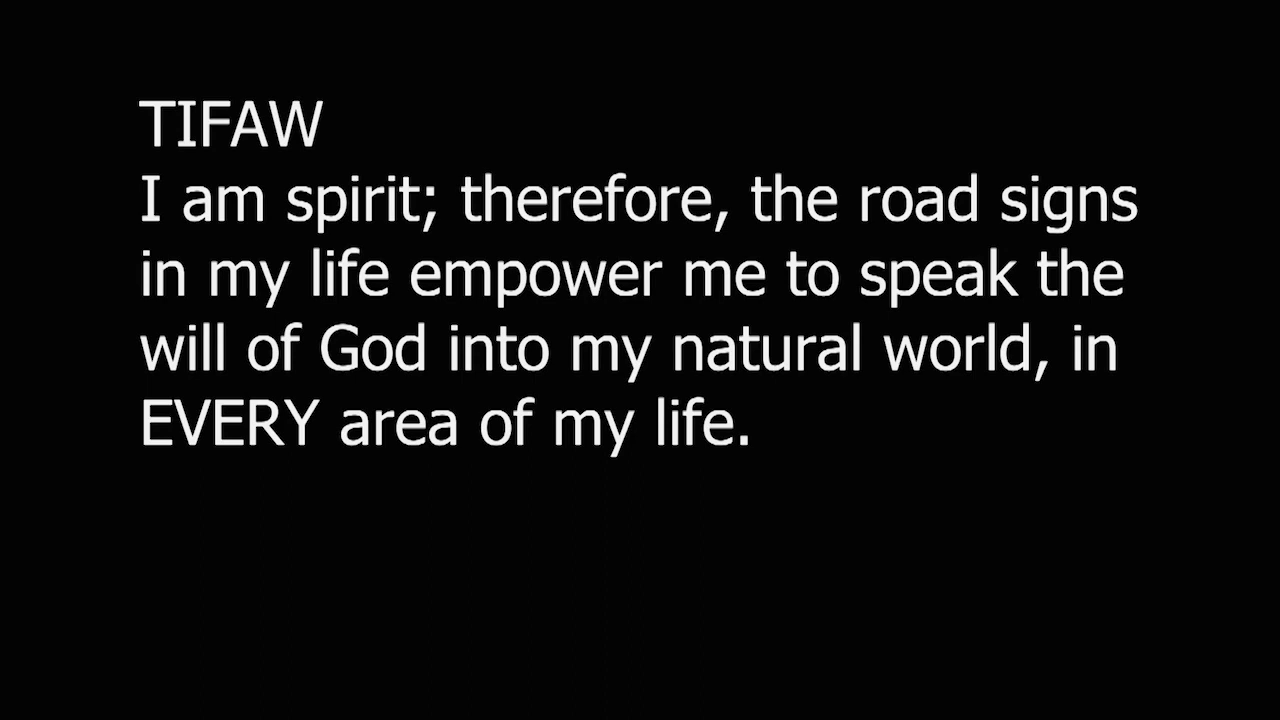 TIFAW
I am spirit; therefore, the road signs
in my life empower me to speak the
will of God into my natural world, in
EVERY area of my life.